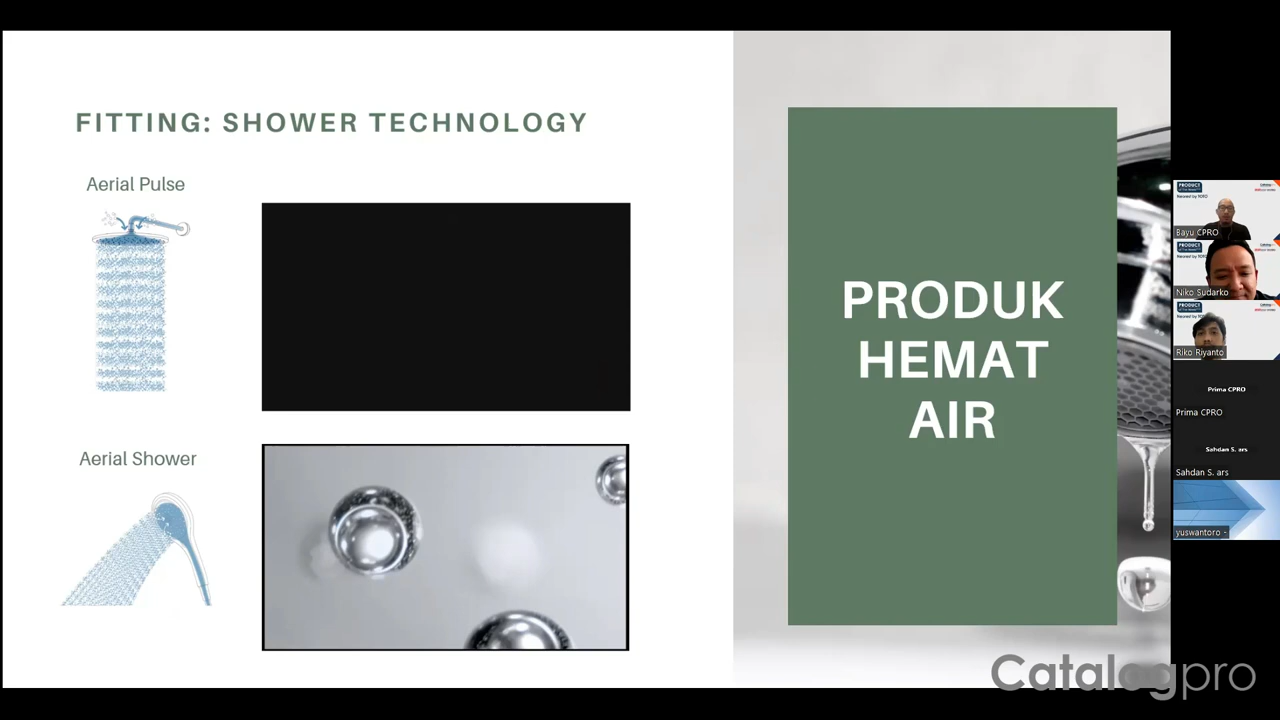 FITTING: SHOWER TECHNOLOGY
Aerial Pulse
Aerial Shower
PRODUK
HEMAT
AIR
PRODUCT
Bayu CPRO
PRODUCT
Niko Sudarko
PRODUCT
Riko Riyanto
Prima CPRO
Prima CPRO
Sahdan S. ars
Sahdan S. ars
yuswantoro -
Catalogpro